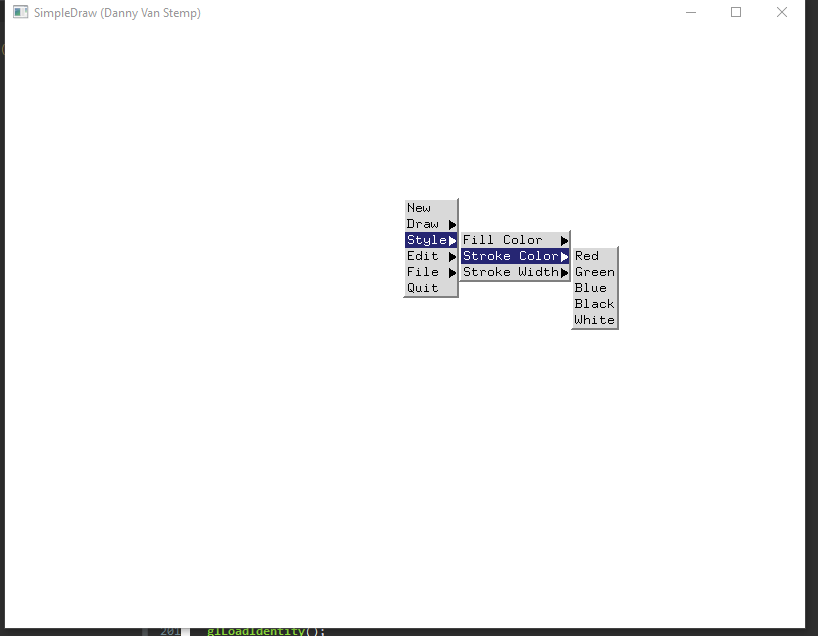 SimpleDraw (Danny Van Stemp)
New
Draw
Style
Edit
File
Quit
Fill Color
Stroke Color
Stroke Width
Red
Green
Blue
Black
White
201 glLoadIdentity();